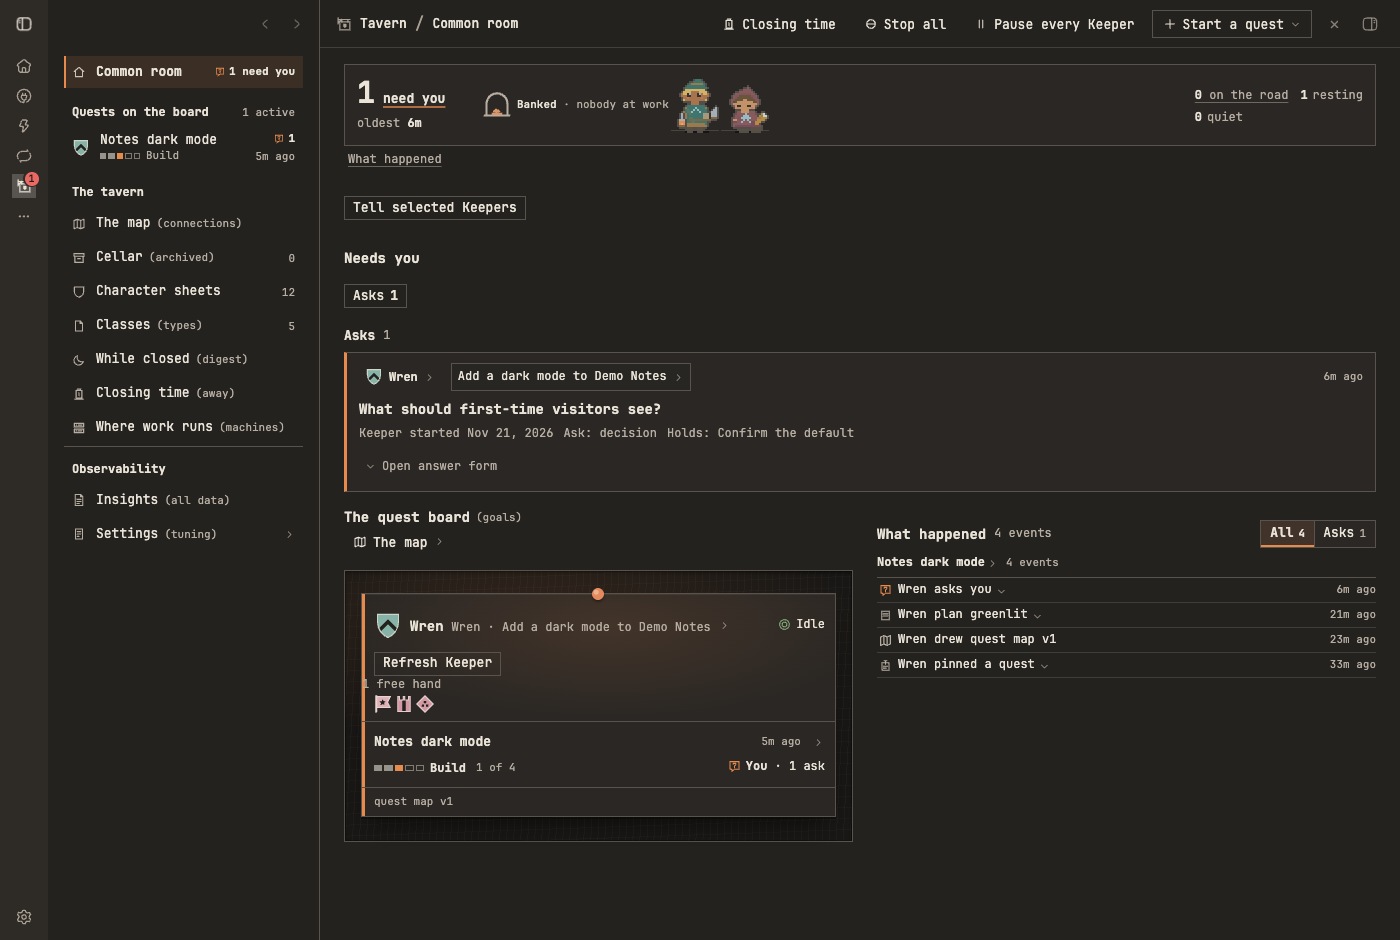 Tavern / Common room
Closing time
Stop all
Pause every Keeper
Start a quest
1
Common room
1 need you
Quests on the board
1 active
Notes dark mode
1
Build
5m ago
The tavern
The map (connections)
Cellar (archived)
0
Character sheets
12
Classes (types)
5
While closed (digest)
Closing time (away)
Where work runs (machines)
Observability
Insights (all data)
Settings (tuning)
1 need you
oldest 6m
Banked · nobody at work
0 on the road
1 resting
0 quiet
What happened
Tell selected Keepers
Needs you
Asks 1
Asks 1
Wren
Add a dark mode to Demo Notes
6m ago
What should first-time visitors see?
Keeper started Nov 21, 2026 Ask: decision Holds: Confirm the default
Open answer form
The quest board (goals)
The map
Wren Wren · Add a dark mode to Demo Notes
Idle
Refresh Keeper
1 free hand
Notes dark mode
5m ago
Build 1 of 4
You · 1 ask
quest map v1
What happened 4 events
All 4
Asks 1
Notes dark mode
4 events
Wren asks you
6m ago
Wren plan greenlit
21m ago
Wren drew quest map v1
23m ago
Wren pinned a quest
33m ago